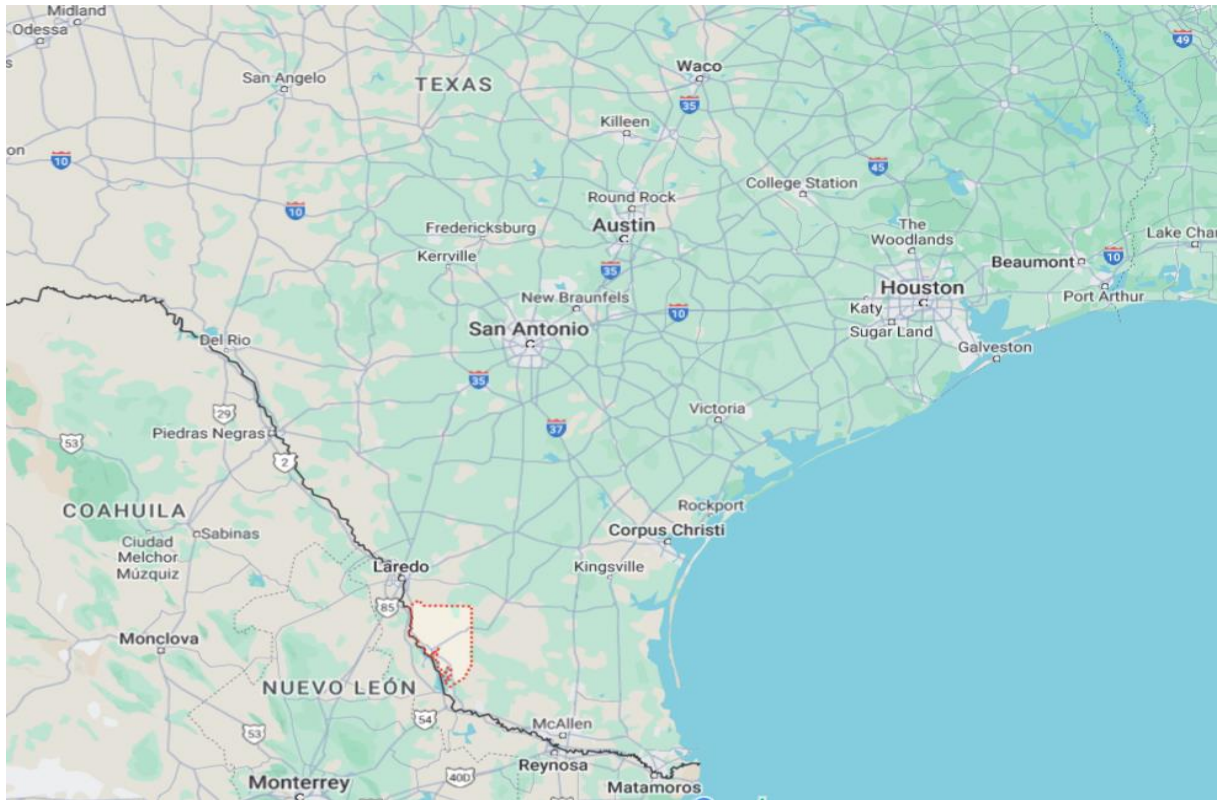 Midland
Odessa
49
San Angelo
TEXAS
Waco
35
Killeen
on
10
45
College Station
10
Round Rock
Fredericksburg
Austin
The
Woodlands
Kerrville
Lake Char
Beaumont
10
35
New Braunfels
Houston
Port Arthur
10
Katy
San Antonio
Sugar Land
Del Rio
Galveston
35
29
Victoria
37
Piedras Negras
53
2
COAHUILA
Rockport
Sabinas
Corpus Christi
Ciudad
Melchor
Múzquiz
Laredo
Kingsville
85
Monclova
NUEVO LEÓN
54
McAllen
53
Reynosa
40D
Monterrey
Matamoros